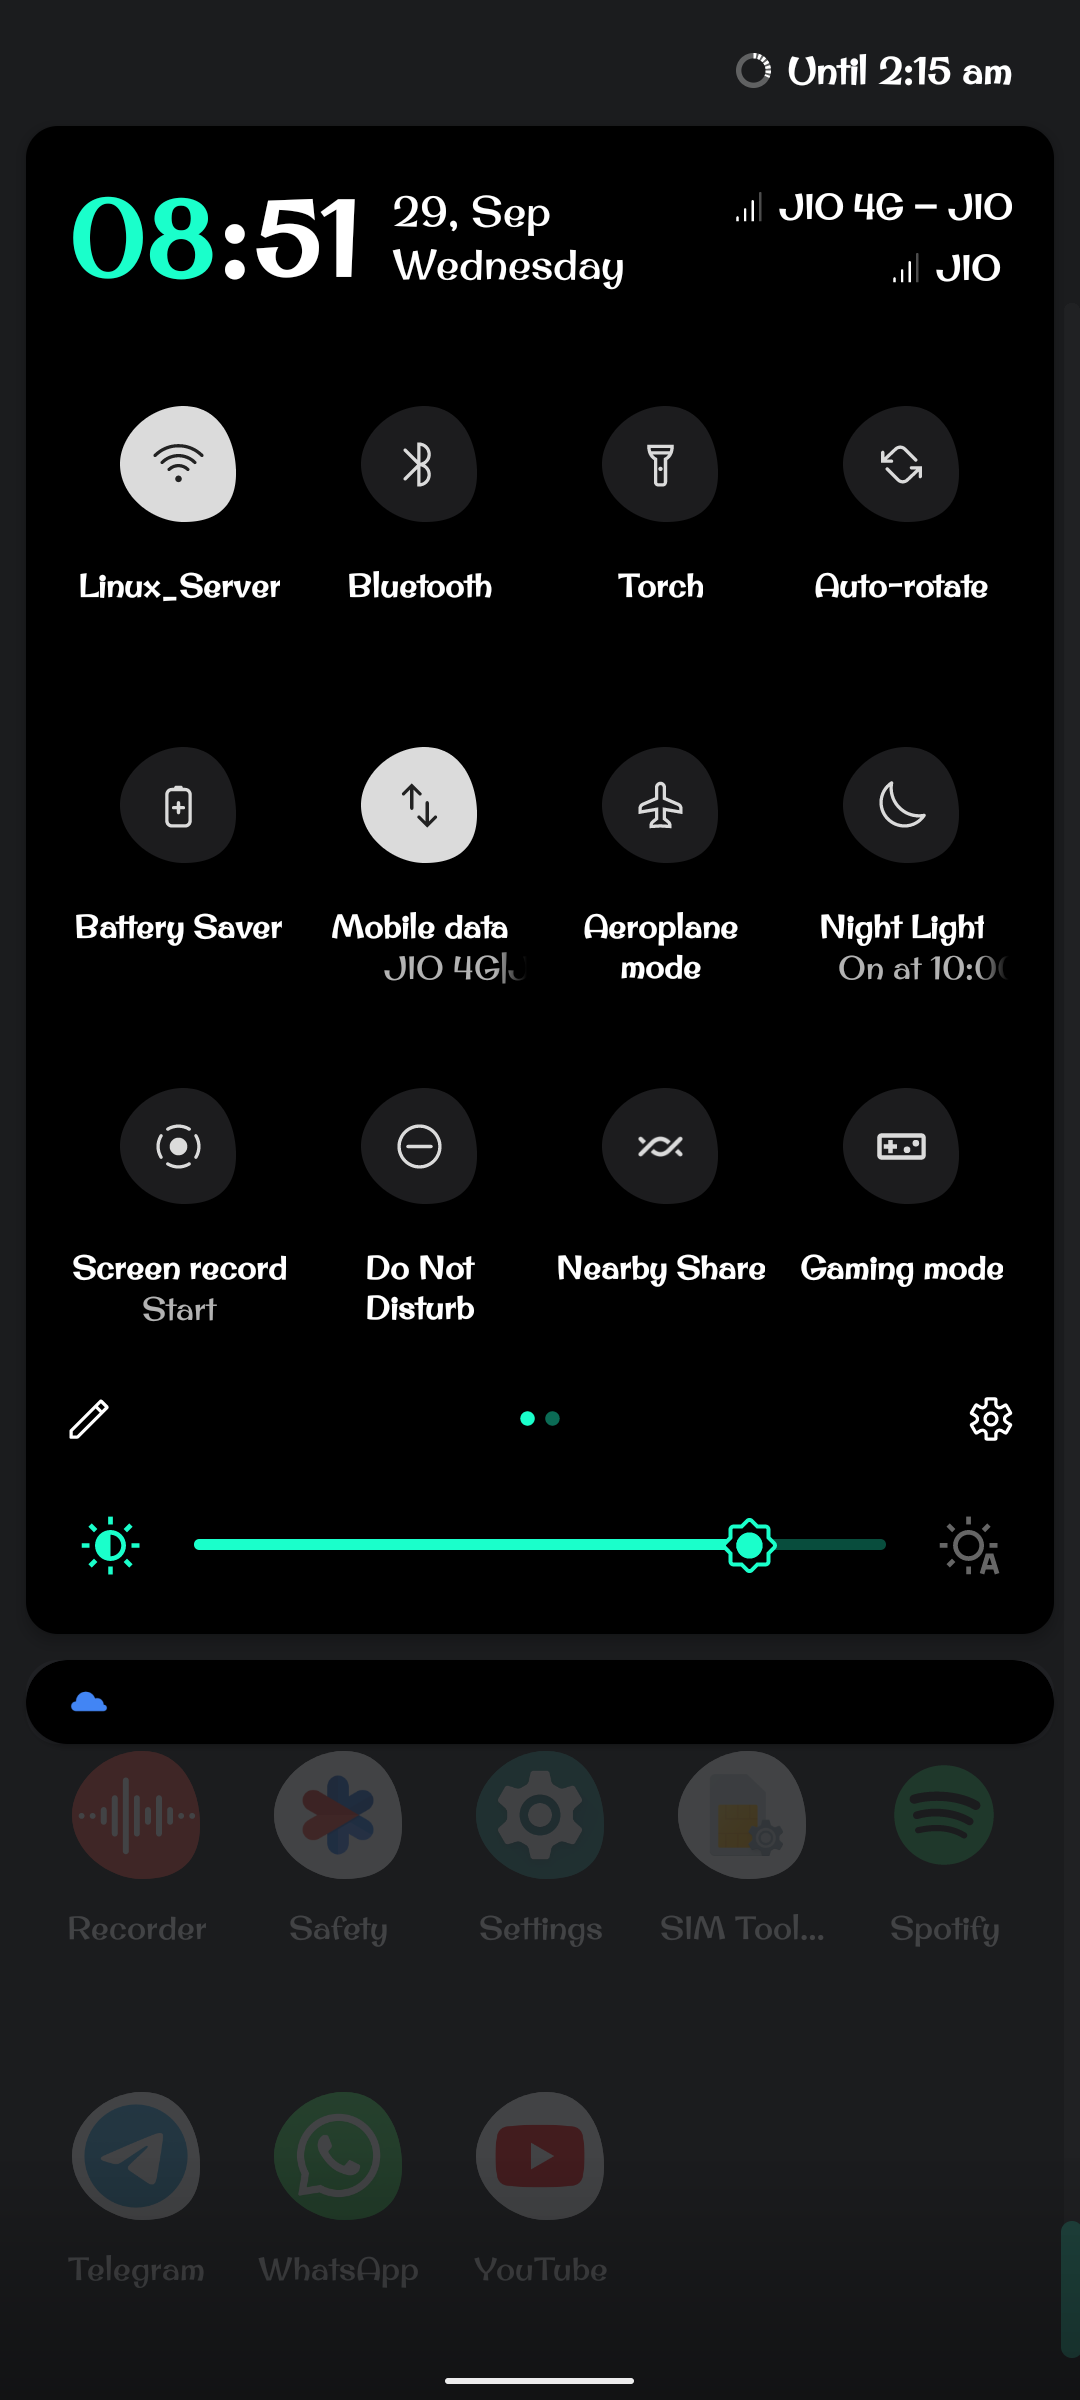 Until 2:15 am
08:51
29, Sep
Wednesday
JIO 4G — JIO
JIO
Linux_Server
Bluetooth
Torch
Auto-rotate
Battery Saver
Mobile data
JIO 4G|J
Aeroplane
mode
Night Light
On at 10:00
Screen record
Start
Do Not
Disturb
Nearby Share
Gaming mode
A
Recorder
Safety
Settings
SIM Tool...
Spotify
Telegram
WhatsApp
YouTube